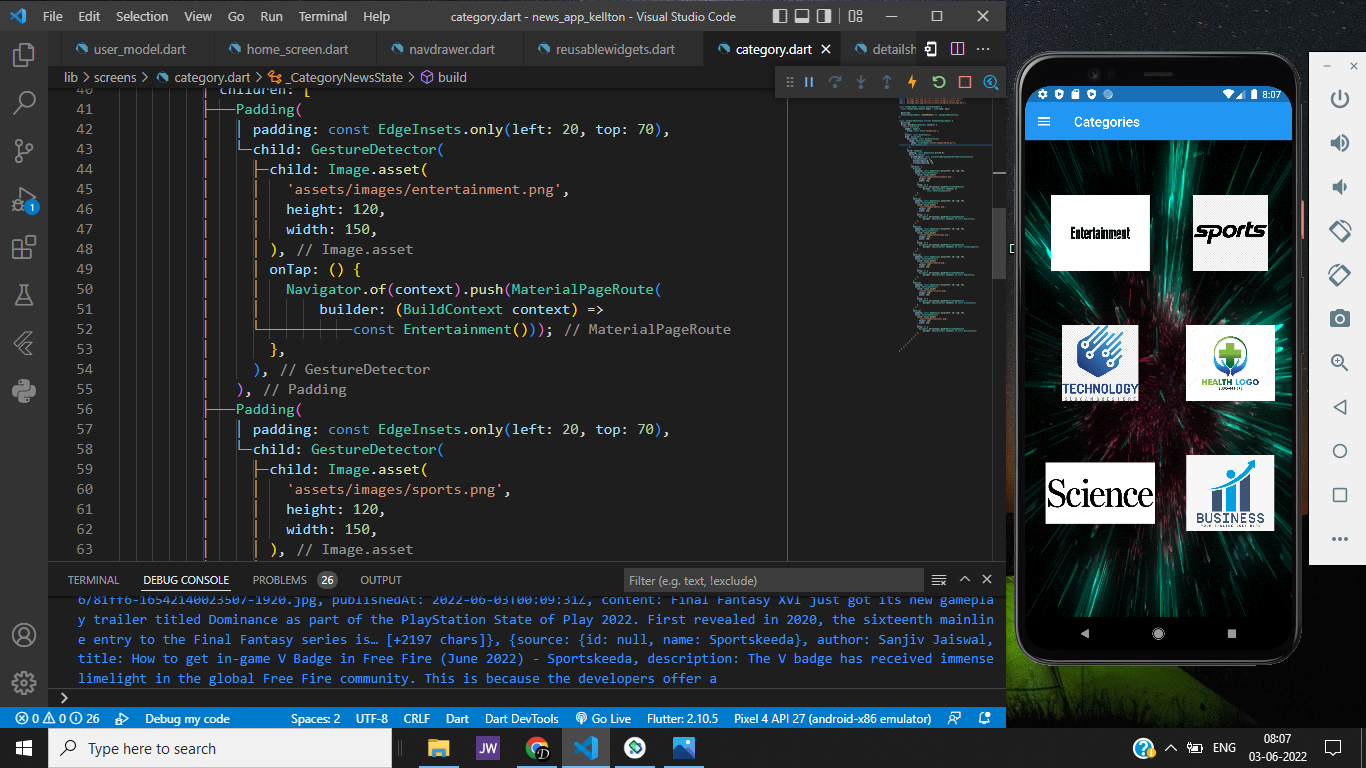 File Edit Selection View Go Run Terminal Help category.dart - news_app_kellton - Visual Studio Code
user_model.dart home_screen.dart navdrawer.dart reusablewidgets.dart category.dart detailsh
lib > screens > category.dart > _CategoryNewsState > build
40 children: [
41 Padding(
42 padding: const EdgeInsets.only(left: 20, top: 70),
43 child: GestureDetector(
44 child: Image.asset(
45 'assets/images/entertainment.png',
46 height: 120,
47 width: 150,
48 ), // Image.asset
49 onTap: () {
50 Navigator.of(context).push(MaterialPageRoute(
51 builder: (BuildContext context) =>
52 const Entertainment())); // MaterialPageRoute
53 },
54 ), // GestureDetector
55 ), // Padding
56 Padding(
57 padding: const EdgeInsets.only(left: 20, top: 70),
58 child: GestureDetector(
59 child: Image.asset(
60 'assets/images/sports.png',
61 height: 120,
62 width: 150,
63 ), // Image.asset
TERMINAL DEBUG CONSOLE PROBLEMS 26 OUTPUT Filter (e.g. text, !exclude)
6/81ff6-16542140023507-1920.jpg, publishedAt: 2022-06-03T00:09:31Z, content: Final Fantasy XVI just got its new gamepla
y trailer titled Dominance as part of the PlayStation State of Play 2022. First revealed in 2020, the sixteenth mainlin
e entry to the Final Fantasy series is… [+2197 chars]}, {source: {id: null, name: Sportskeeda}, author: Sanjiv Jaiswal,
title: How to get in-game V Badge in Free Fire (June 2022) - Sportskeeda, description: The V badge has received immense
limelight in the global Free Fire community. This is because the developers offer a
0 0 26 Debug my code Spaces: 2 UTF-8 CRLF Dart Dart DevTools Go Live Flutter: 2.10.5 Pixel 4 API 27 (android-x86 emulator)
1
8:07
Categories
Entertainment
sports
TECHNOLOGY
HEALTH LOGO
Science
BUSINESS
Type here to search
JW
D
ENG
08:07
03-06-2022